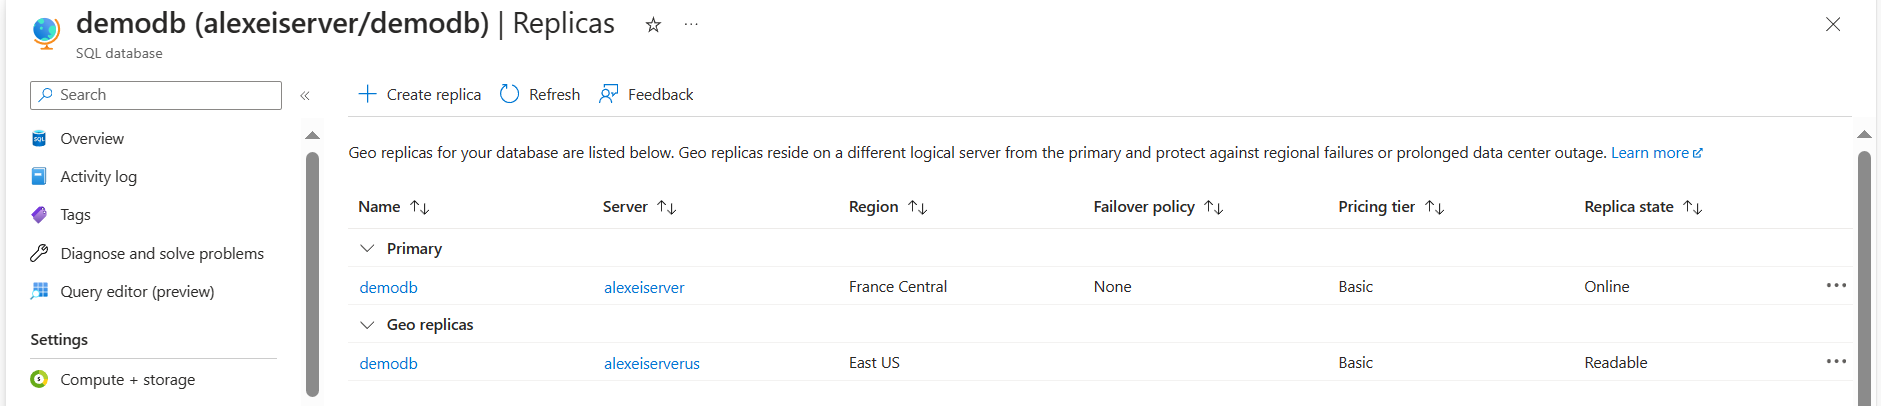 demodb (alexeiserver/demodb) | Replicas
SQL database
Search
Overview
Activity log
Tags
Diagnose and solve problems
Query editor (preview)
Settings
Compute + storage
Create replica Refresh Feedback
Geo replicas for your database are listed below. Geo replicas reside on a different logical server from the primary and protect against regional failures or prolonged data center outage. Learn more
Name Server Region Failover policy Pricing tier Replica state
Primary
demodb alexeiserver France Central None Basic Online
Geo replicas
demodb alexeiserverus East US Basic Readable